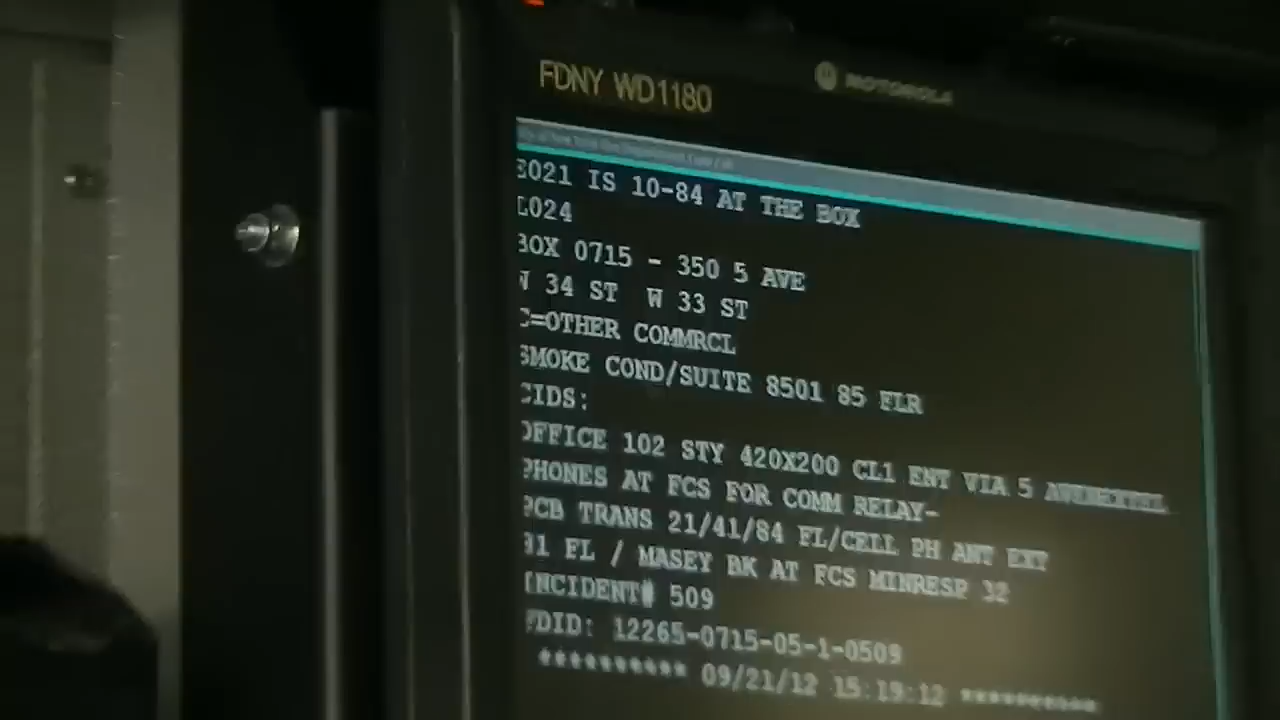 FDNY WD1180
MOTOROLA
E021 IS 10-84 AT THE BOX
L024
BOX 0715 - 350 5 AVE
W 34 ST W 33 ST
C=OTHER COMMRCL
SMOKE COND/SUITE 8501 85 FLR
CIDS:
OFFICE 102 STY 420X200 CL1 ENT VIA 5
PHONES AT FCS FOR COMM RELAY-
PCB TRANS 21/41/84 FL/CELL PH ANT EXT
FL / MASEY BK AT FCS MINRESP 32
INCIDENT# 509
FDID: 12265-0715-05-1-0509
********** 09/21/12 15:19:12 **********